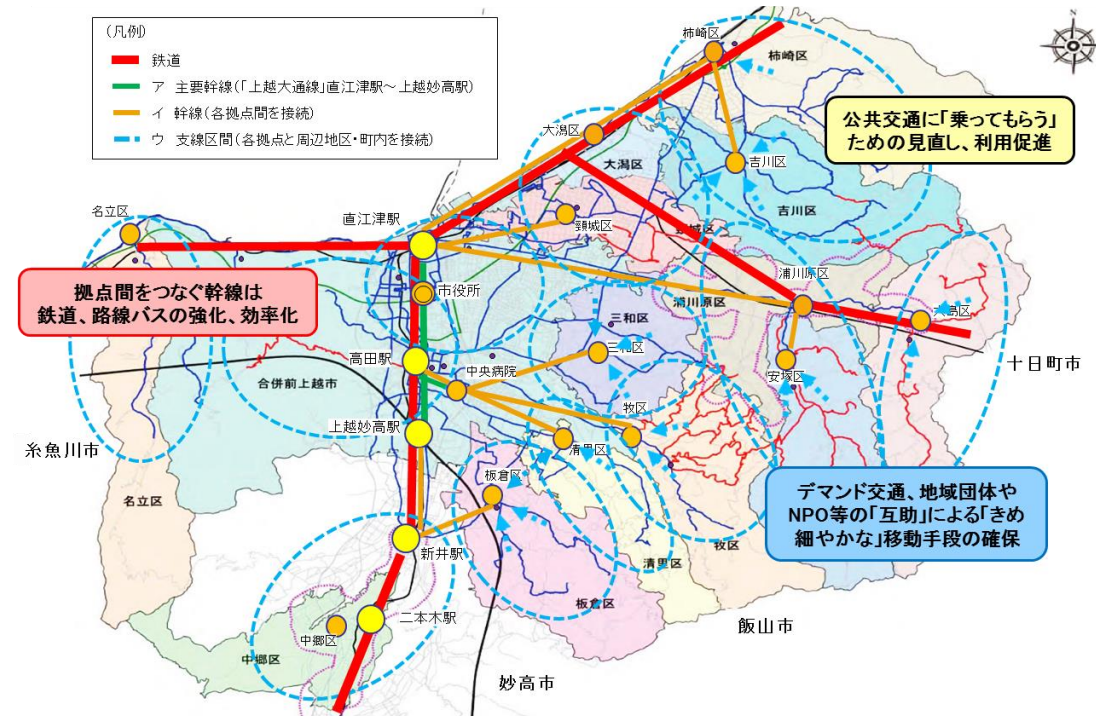 (凡例)
鉄道
ア 主要幹線(「上越大通線」直江津駅～上越妙高駅)
イ 幹線(各拠点間を接続)
ウ 支線区間(各拠点と周辺地区・町内を接続)
N
柿崎区
柿崎区
公共交通に「乗ってもらう」
ための見直し、利用促進
大潟区
大潟区
吉川区
吉川区
名立区
直江津駅
頸城区
頸城区
浦川原区
浦川原区
市役所
拠点間をつなぐ幹線は
鉄道、路線バスの強化、効率化
三和区
三和区
大島区
高田駅
中央病院
安塚区
十日町市
合併前上越市
上越妙高駅
牧区
清里区
糸魚川市
板倉区
名立区
デマンド交通、地域団体や
NPO等の「互助」による「きめ
細やかな」移動手段の確保
新井駅
牧区
清里区
板倉区
二本木駅
中郷区
中郷区
飯山市
妙高市